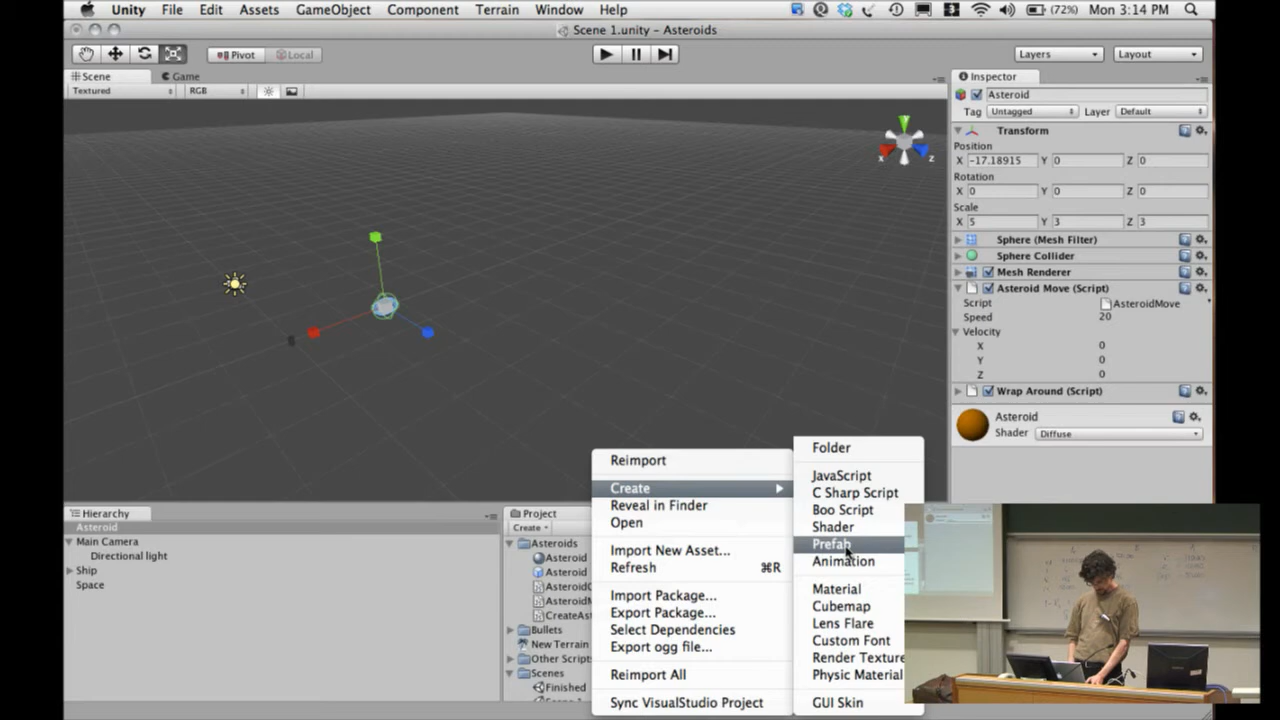 Unity File Edit Assets GameObject Component Terrain Window Help (72%) Mon 3:14 PM
Scene 1.unity – Asteroids
Pivot Local Layers Layout
Scene Game
Textured RGB
x z
Inspector
Asteroid
Tag Untagged Layer Default
Transform
Position
X -17.18915 Y 0 Z 0
Rotation
X 0 Y 0 Z 0
Scale
X 5 Y 3 Z 3
Sphere (Mesh Filter)
Sphere Collider
Mesh Renderer
Asteroid Move (Script)
Script AsteroidMove
Speed 20
Velocity
X 0
Y 0
Z 0
Wrap Around (Script)
Asteroid
Shader Diffuse
Hierarchy
Asteroid
Main Camera
Directional light
Ship
Space
Project
Create
Asteroids
Asteroid
Asteroid
Bullets
New Terrain
Other Scripts
Scenes
Finished
Reimport
Create
Reveal in Finder
Open
Import New Asset...
Refresh ⌘R
Import Package...
Export Package...
Select Dependencies
Export ogg file...
Reimport All
Sync VisualStudio Project
Folder
JavaScript
C Sharp Script
Boo Script
Shader
Prefab
Animation
Material
Cubemap
Lens Flare
Custom Font
Render Texture
Physic Material
GUI Skin